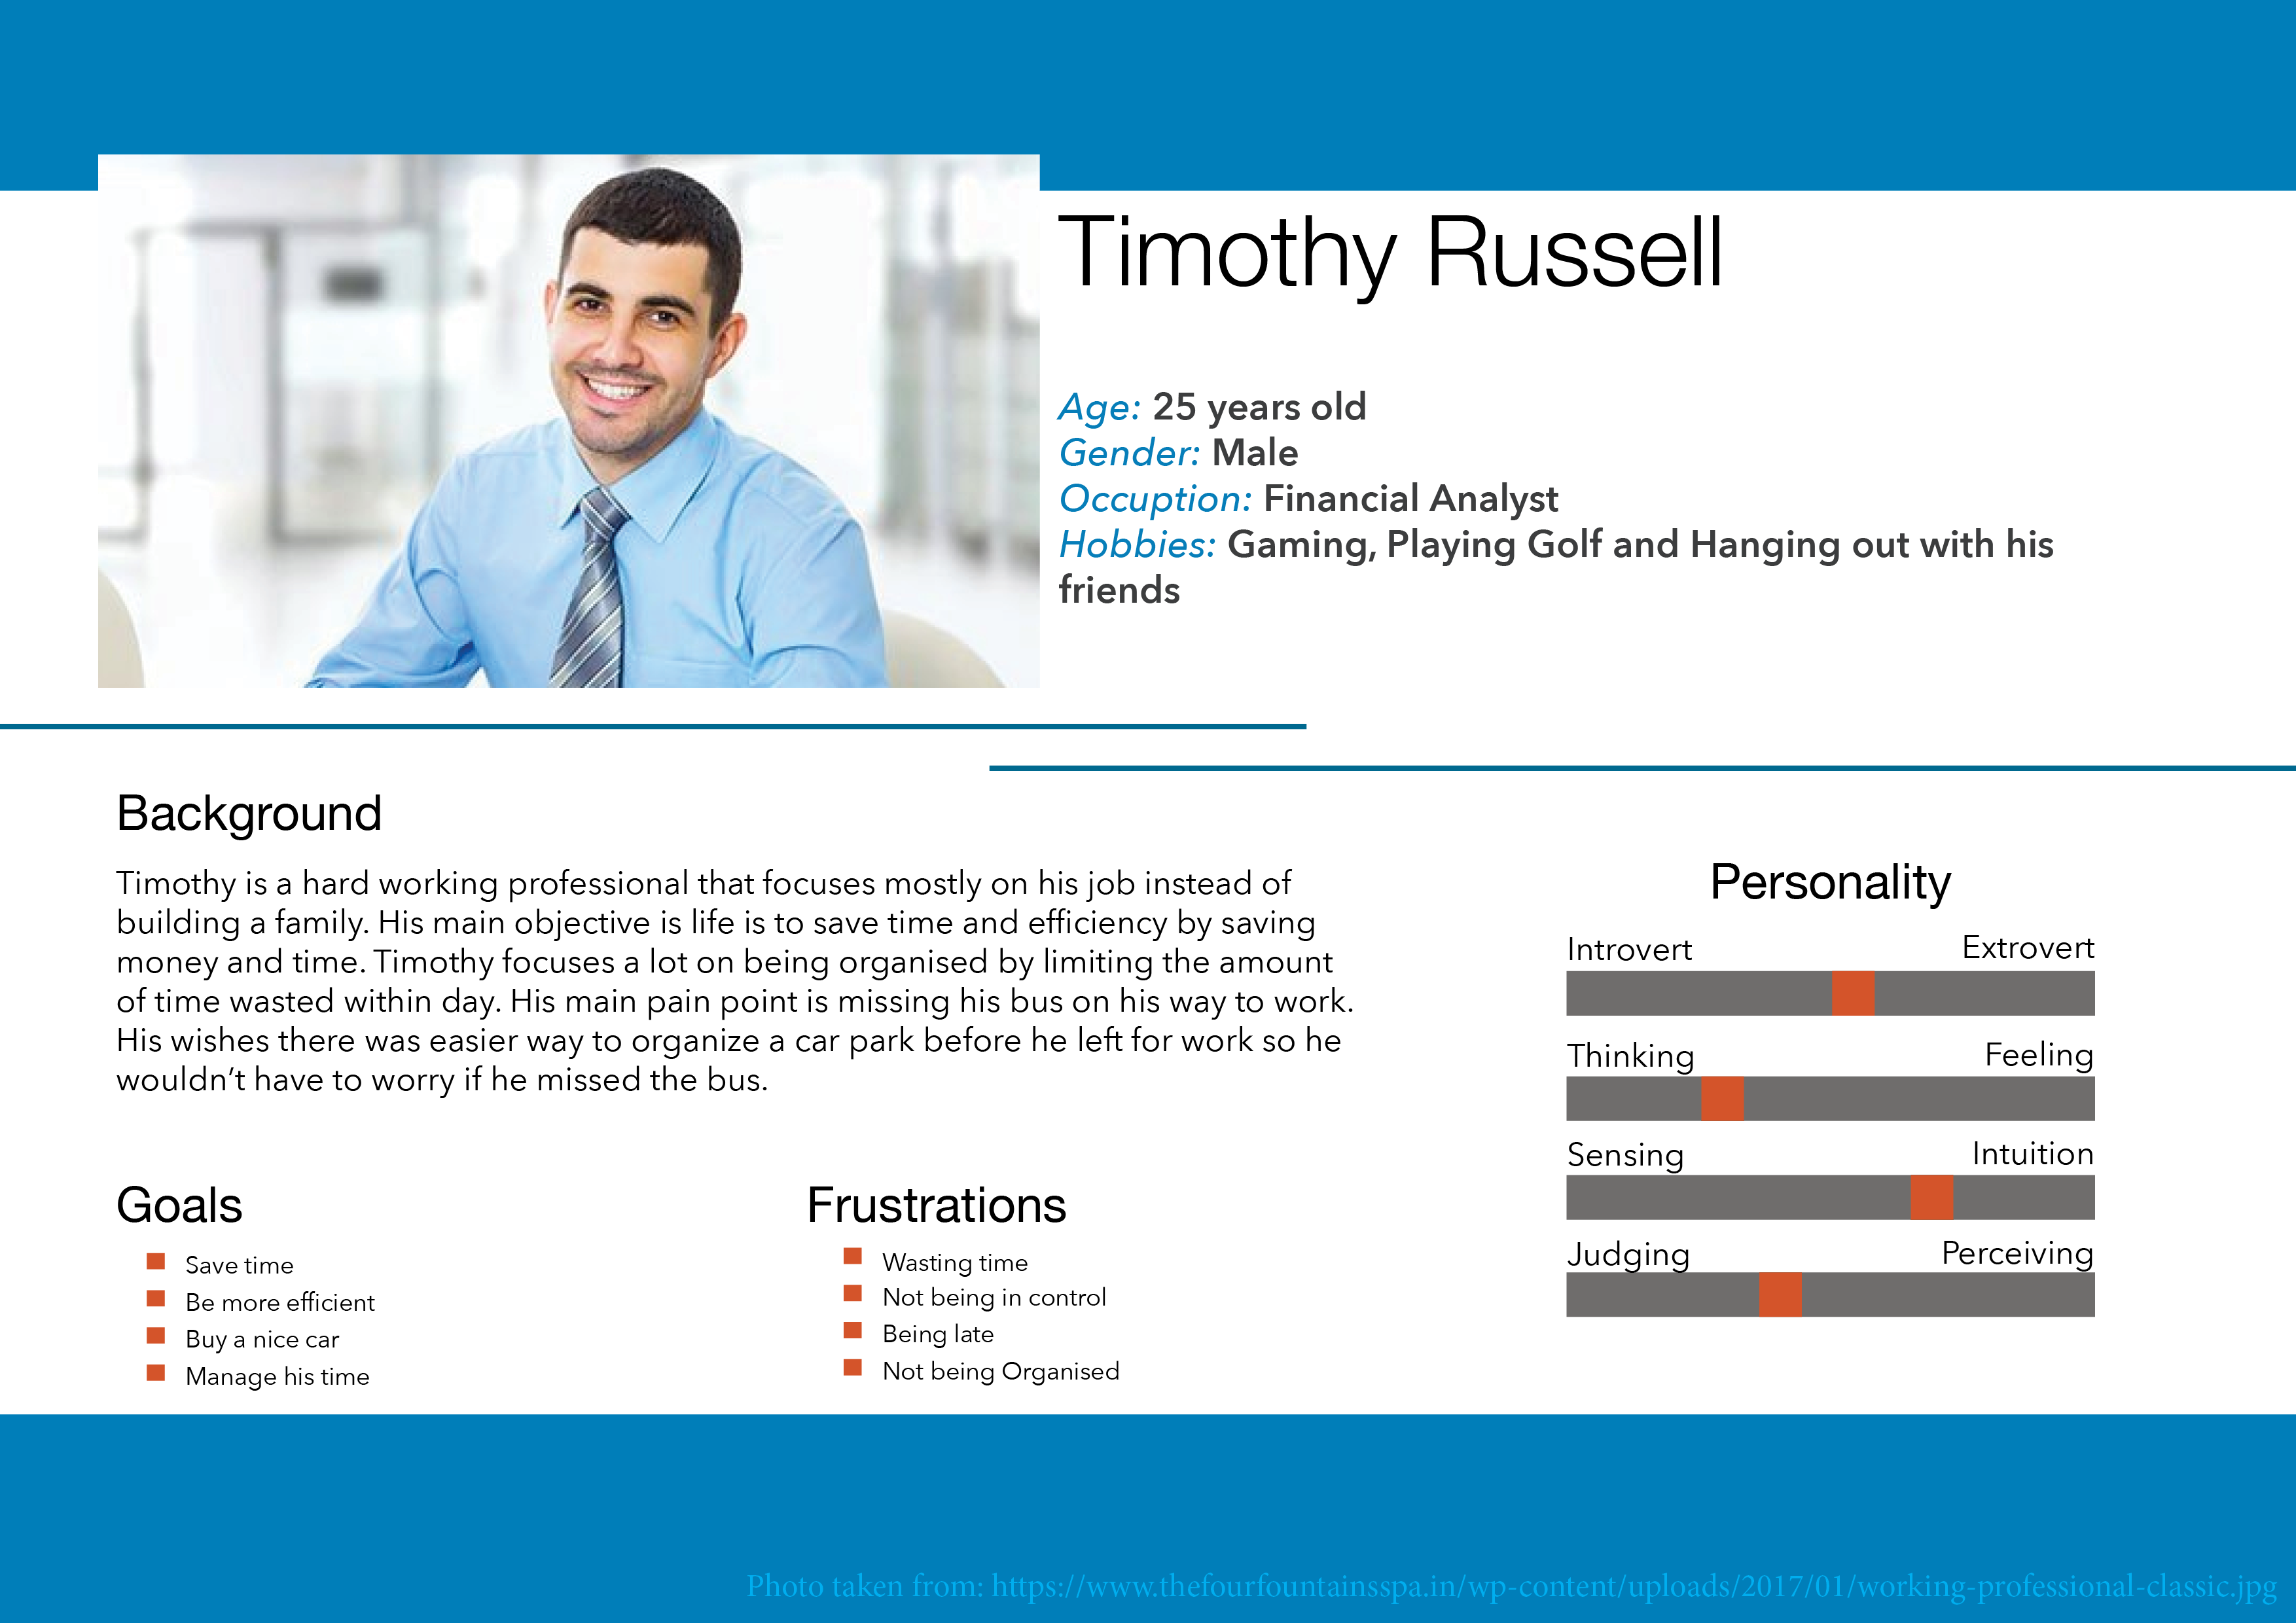 Timothy Russell
Age: 25 years old
Gender: Male
Occuption: Financial Analyst
Hobbies: Gaming, Playing Golf and Hanging out with his
friends
Background
Timothy is a hard working professional that focuses mostly on his job instead of
building a family. His main objective is life is to save time and efficiency by saving
money and time. Timothy focuses a lot on being organised by limiting the amount
of time wasted within day. His main pain point is missing his bus on his way to work.
His wishes there was easier way to organize a car park before he left for work so he
wouldn't have to worry if he missed the bus.
Goals
Save time
Be more efficient
Buy a nice car
Manage his time
Frustrations
Wasting time
Not being in control
Being late
Not being Organised
Personality
Introvert Extrovert
Thinking Feeling
Sensing Intuition
Judging Perceiving
Photo taken from: https://www.thefourfountainsspa.in/wp-content/uploads/2017/01/working-professional-classic.jpg